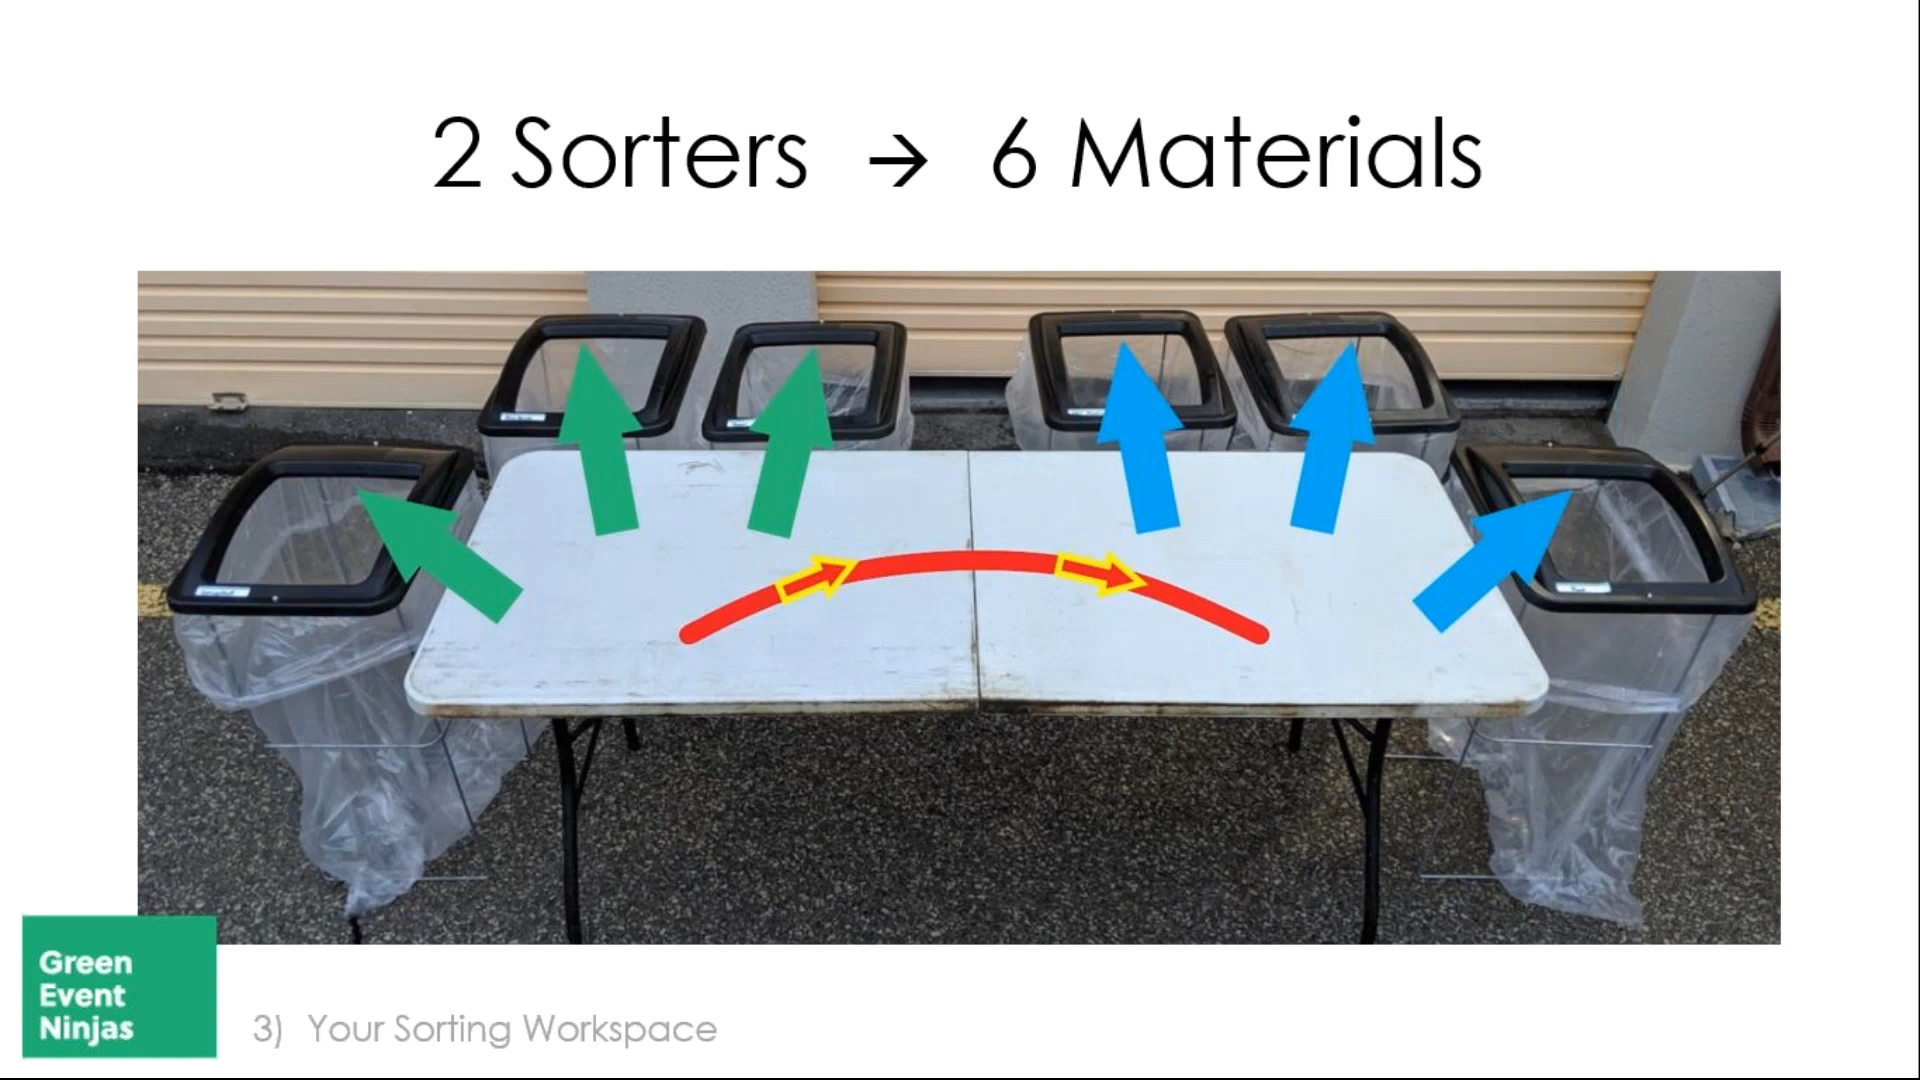 2 Sorters → 6 Materials
Green
Event
Ninjas
3) Your Sorting Workspace